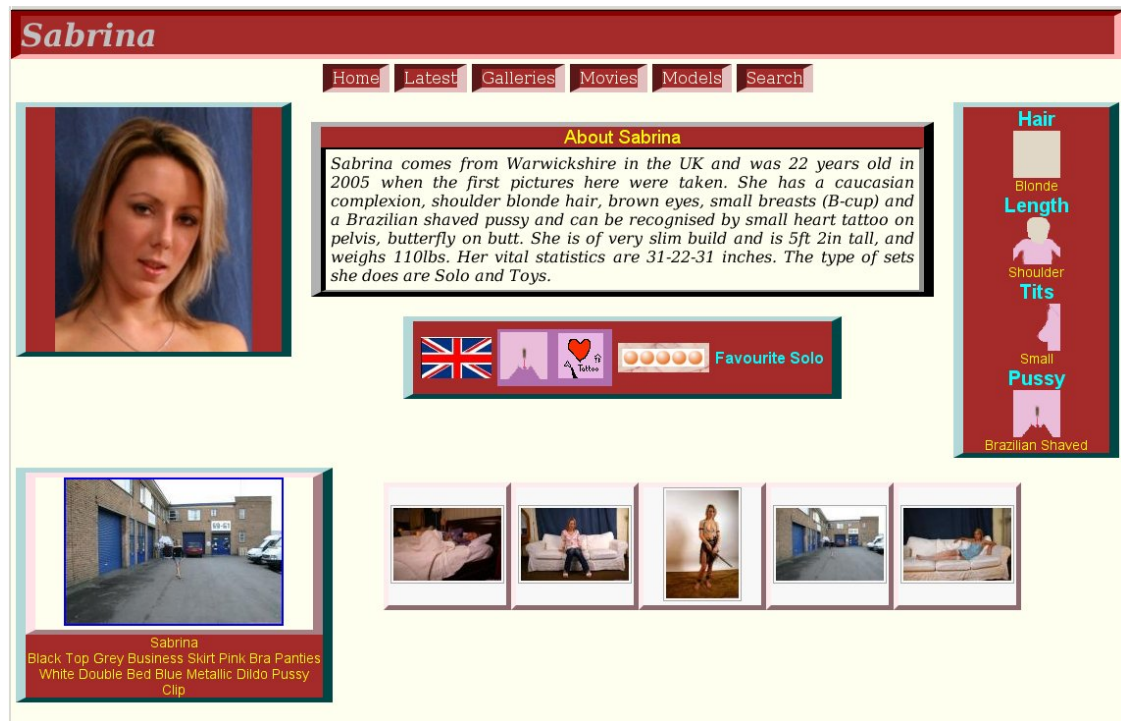 Sabrina
Home Latest Galleries Movies Models Search
About Sabrina
Sabrina comes from Warwickshire in the UK and was 22 years old in
2005 when the first pictures here were taken. She has a caucasian
complexion, shoulder blonde hair, brown eyes, small breasts (B-cup) and
a Brazilian shaved pussy and can be recognised by small heart tattoo on
pelvis, butterfly on butt. She is of very slim build and is 5ft 2in tall, and
weighs 110lbs. Her vital statistics are 31-22-31 inches. The type of sets
she does are Solo and Toys.
Tattoo
Favourite Solo
Hair
Blonde
Length
Shoulder
Tits
Small
Pussy
Brazilian Shaved
Sabrina
Black Top Grey Business Skirt Pink Bra Panties
White Double Bed Blue Metallic Dildo Pussy
Clip